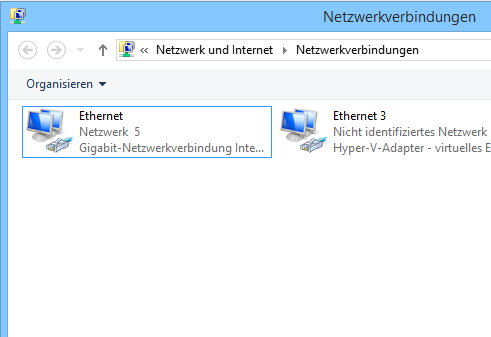 Netzwerkverbindungen
« Netzwerk und Internet Netzwerkverbindungen
Organisieren
Ethernet
Netzwerk 5
Gigabit-Netzwerkverbindung Inte...
Ethernet 3
Nicht identifiziertes Netzwerk
Hyper-V-Adapter - virtuelles E